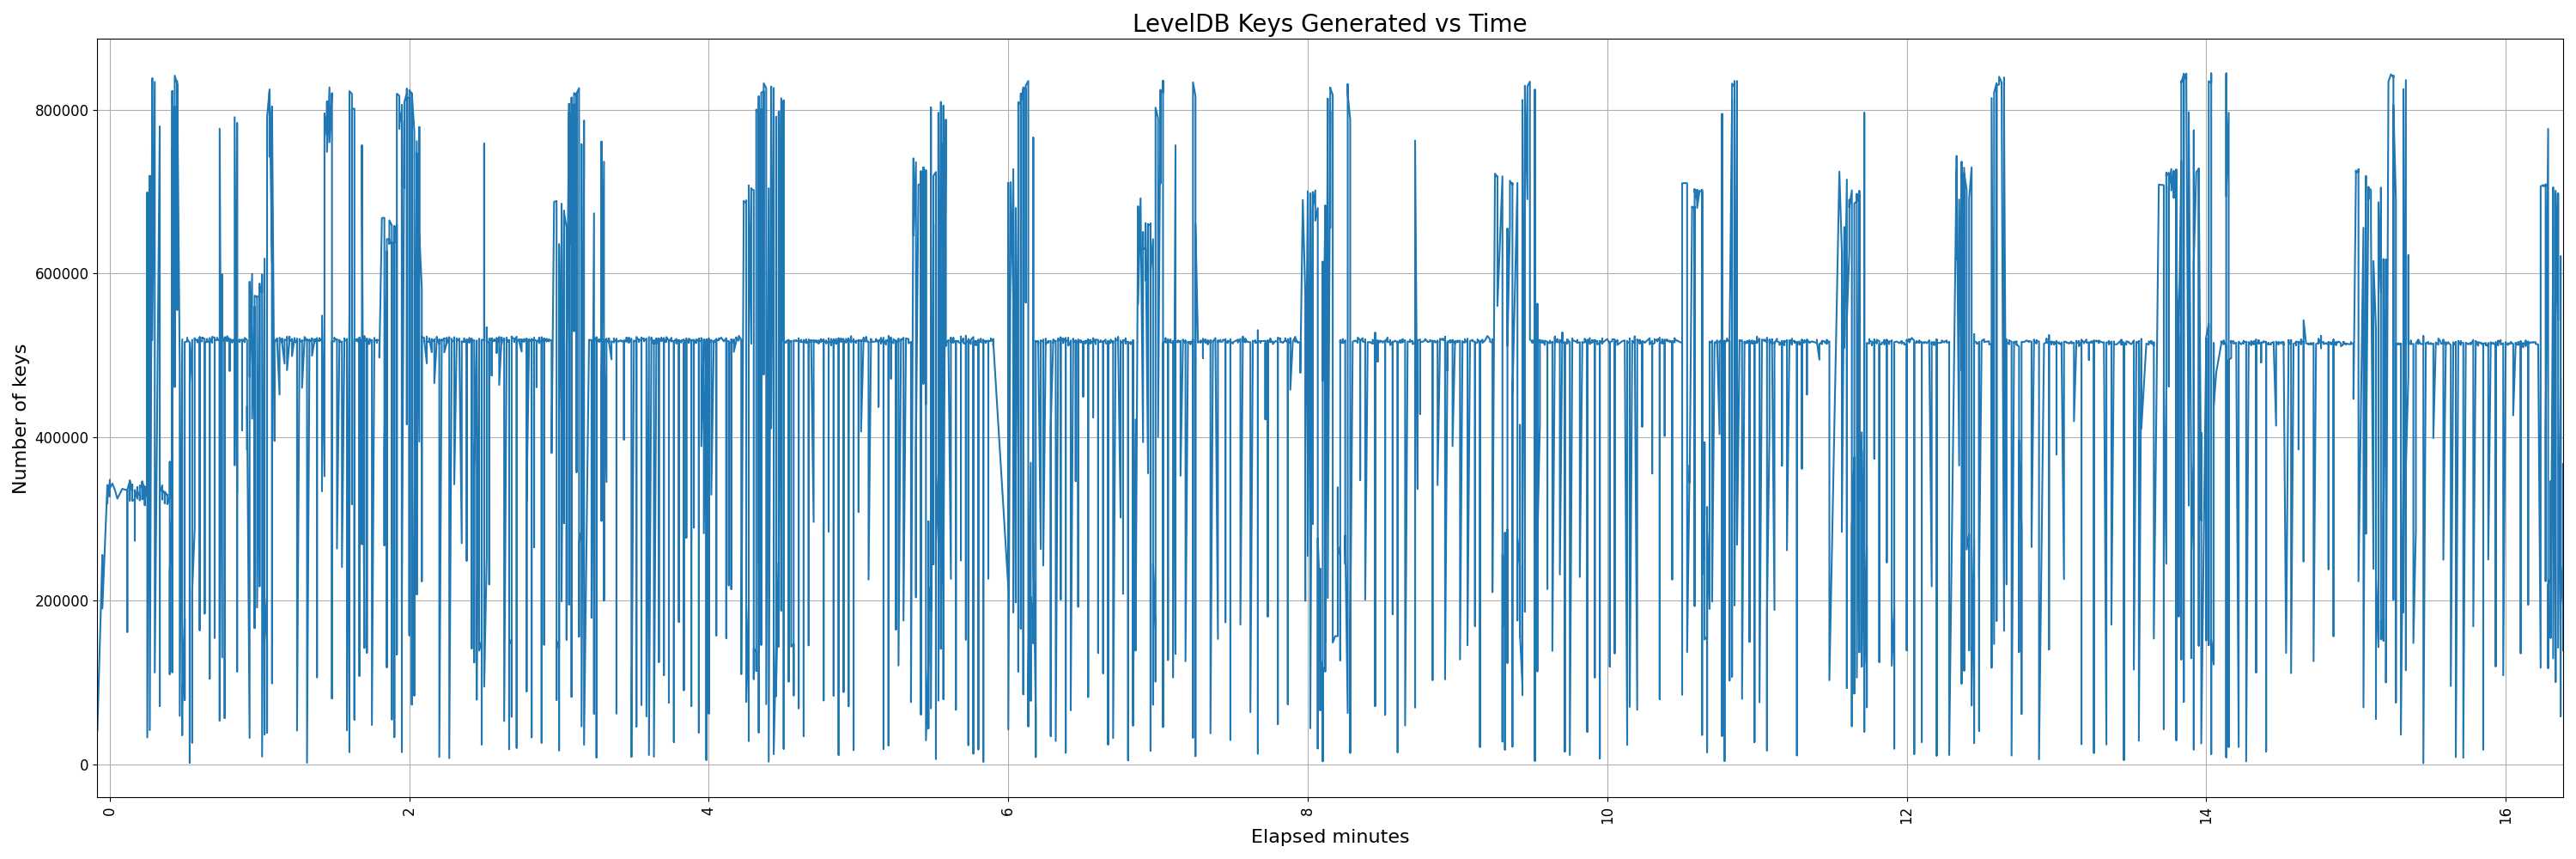 LevelDB Keys Generated vs Time
Number of keys
800000
600000
400000
200000
0
0 2 4 6 8 10 12 14 16
Elapsed minutes